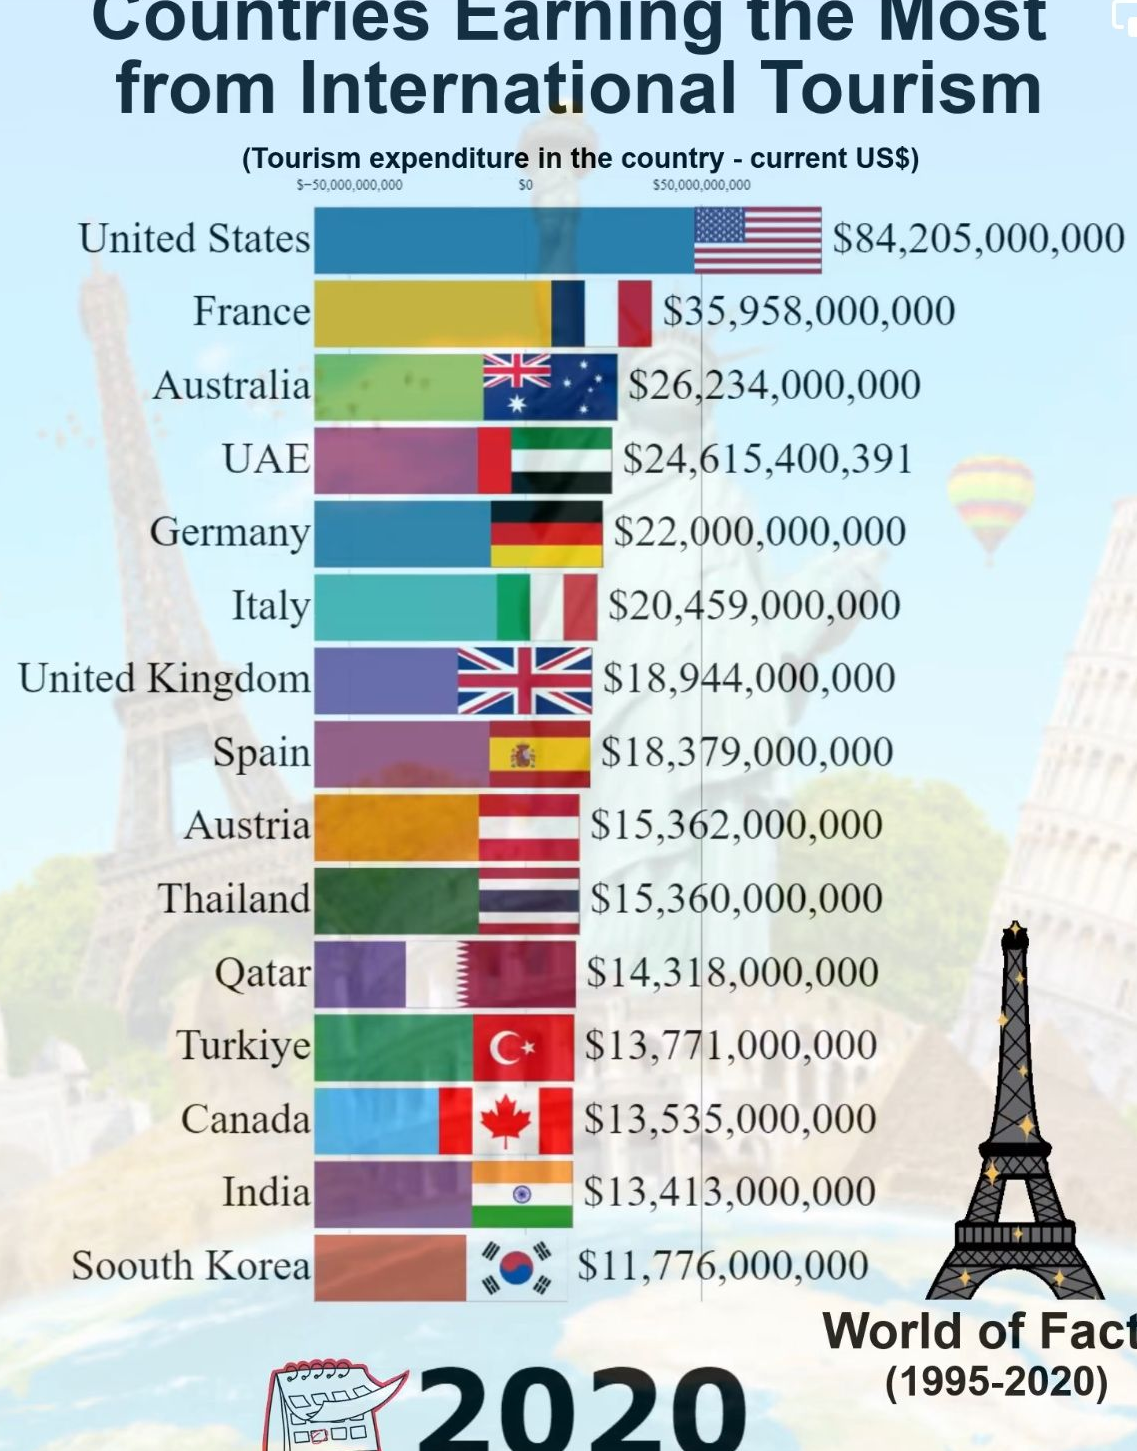 Countries Earning the Most
from International Tourism
(Tourism expenditure in the country - current US$)
$−50,000,000,000 $0 $50,000,000,000
United States $84,205,000,000
France $35,958,000,000
Australia $26,234,000,000
UAE $24,615,400,391
Germany $22,000,000,000
Italy $20,459,000,000
United Kingdom $18,944,000,000
Spain $18,379,000,000
Austria $15,362,000,000
Thailand $15,360,000,000
Qatar $14,318,000,000
Turkiye $13,771,000,000
Canada $13,535,000,000
India $13,413,000,000
Soouth Korea $11,776,000,000
World of Fact
(1995-2020)
2020